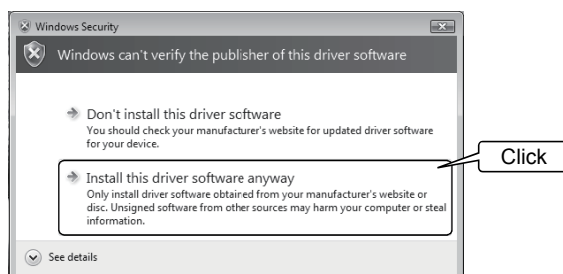 Windows Security
Windows can't verify the publisher of this driver software
Don't install this driver software
You should check your manufacturer's website for updated driver software
for your device.
Install this driver software anyway
Only install driver software obtained from your manufacturer's website or
disc. Unsigned software from other sources may harm your computer or steal
information.
Click
See details